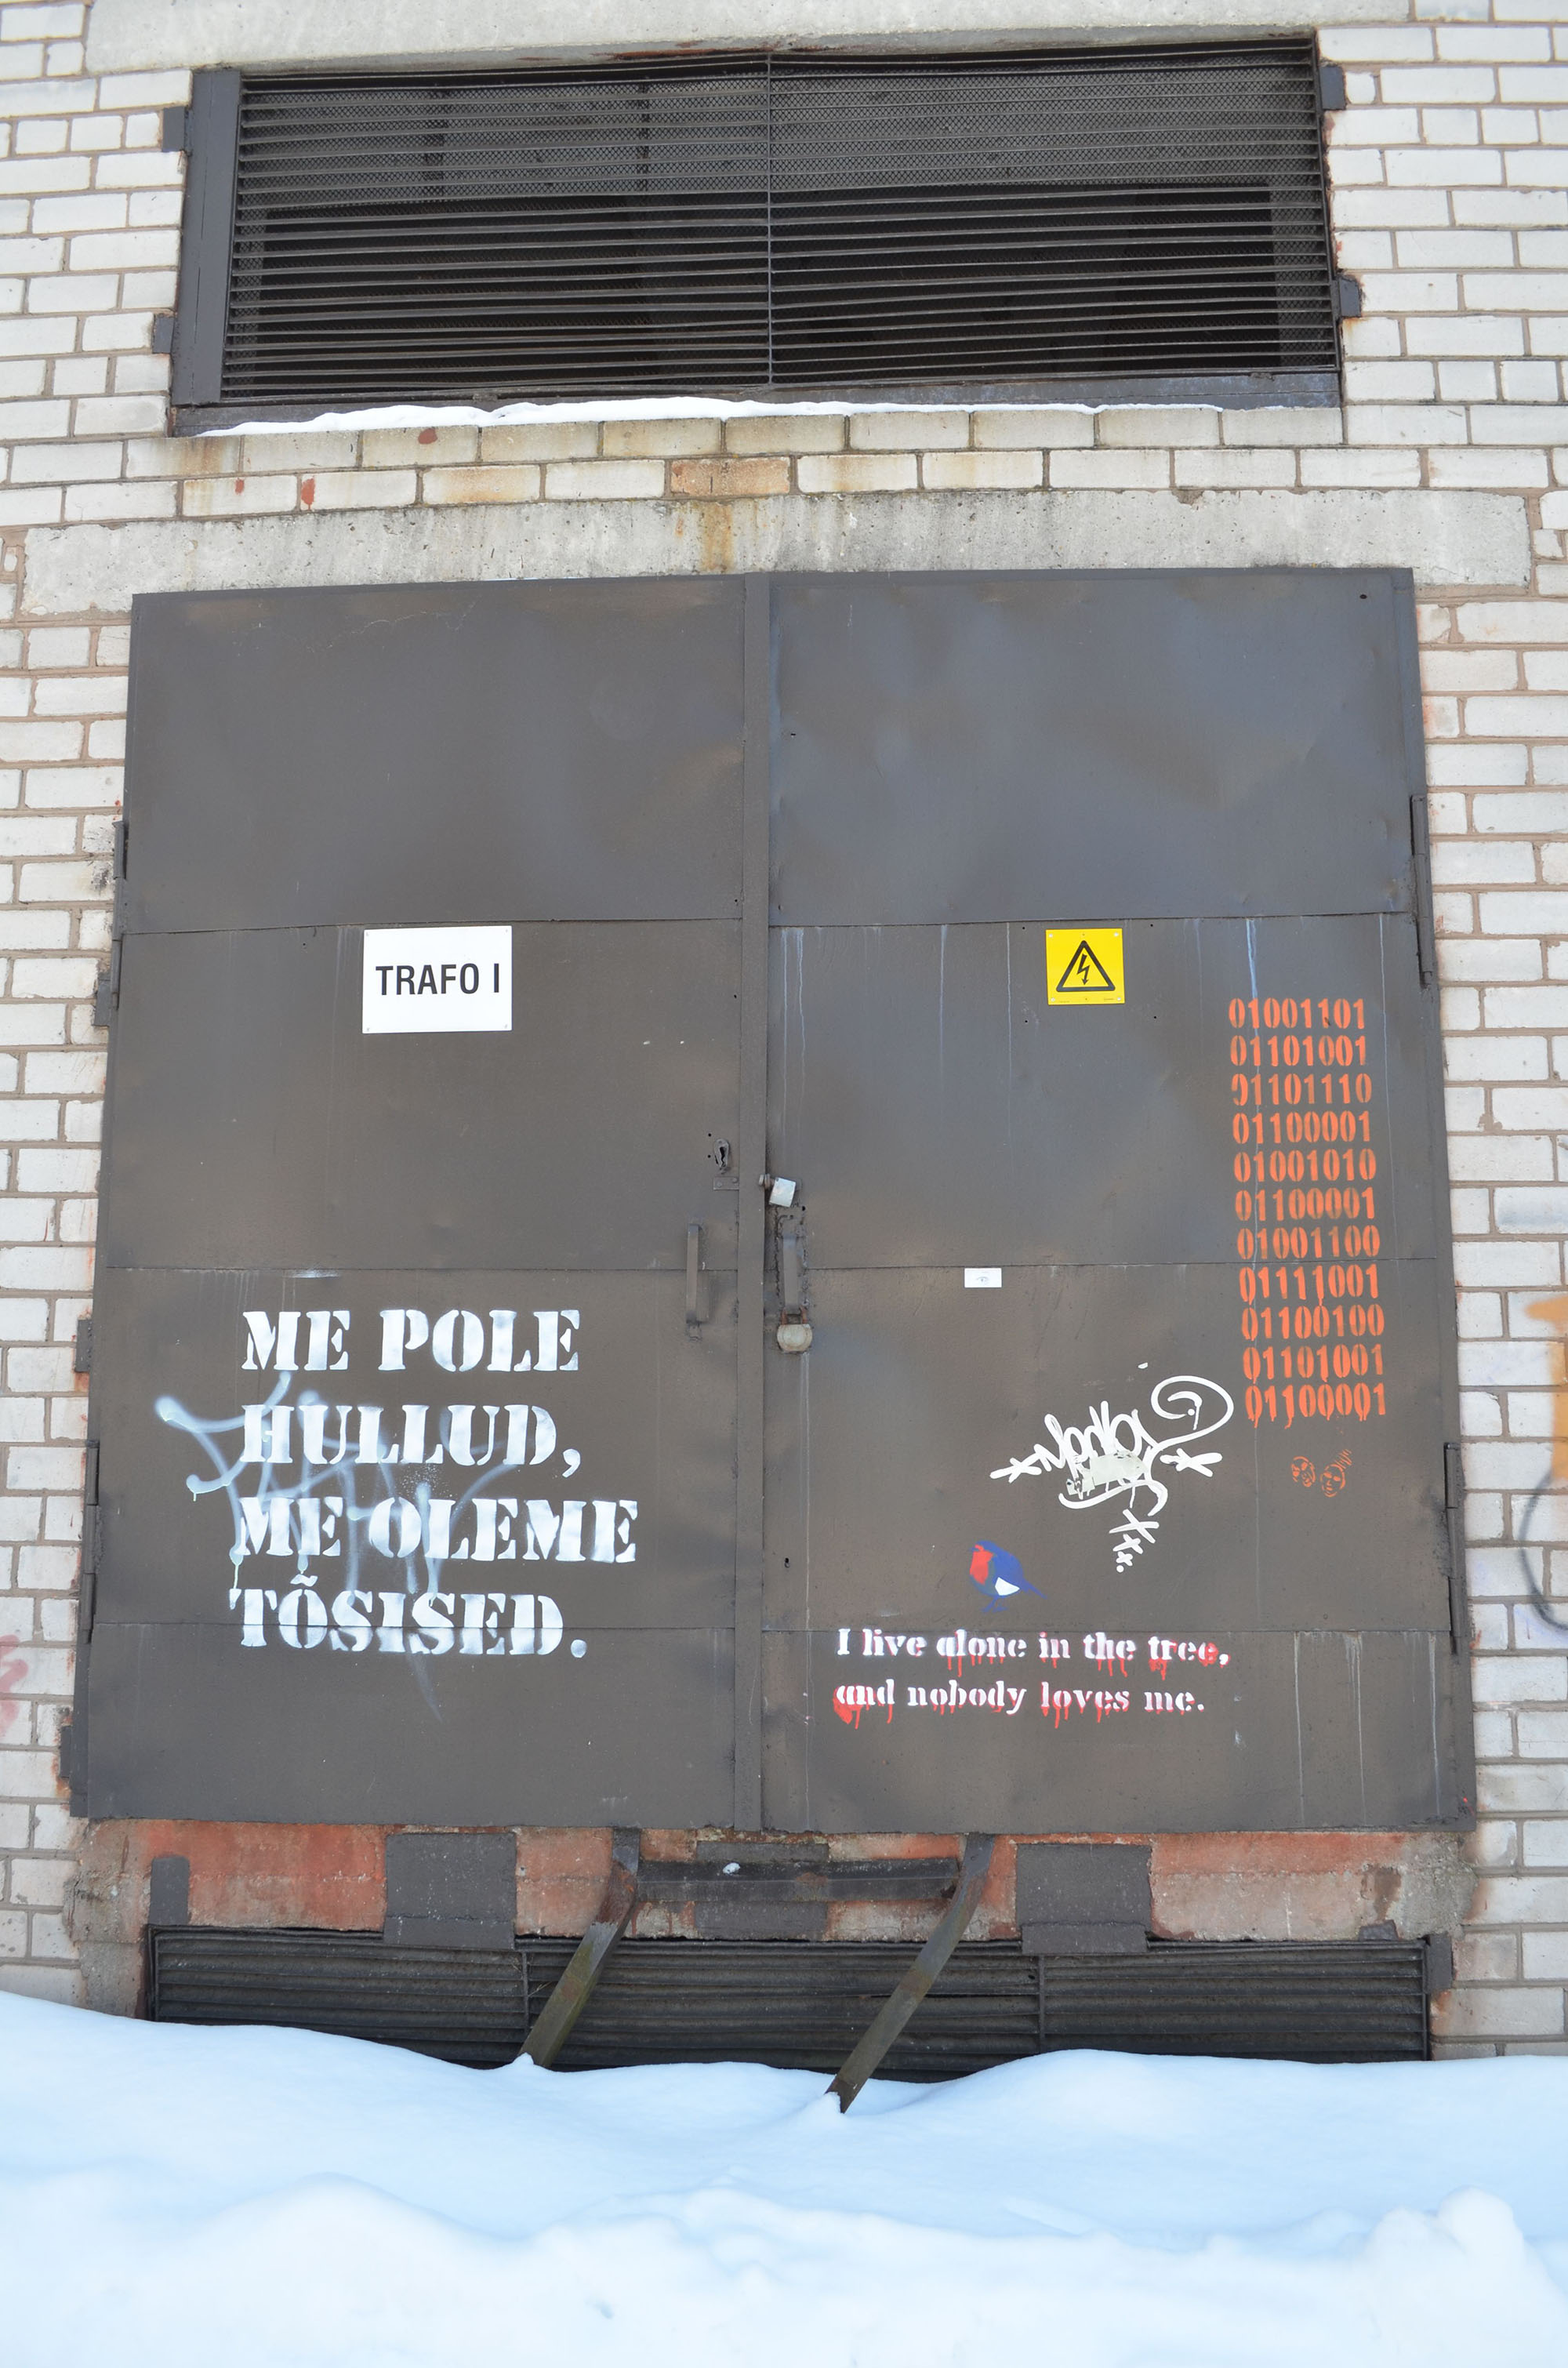 TRAFO I
01001101
01101001
01101110
01100001
01001010
01100001
01001100
01111001
01100100
01101001
01100001
ME POLE
HULLUD,
ME OLEME
TÕSISED.
I live alone in the tree,
and nobody loves me.